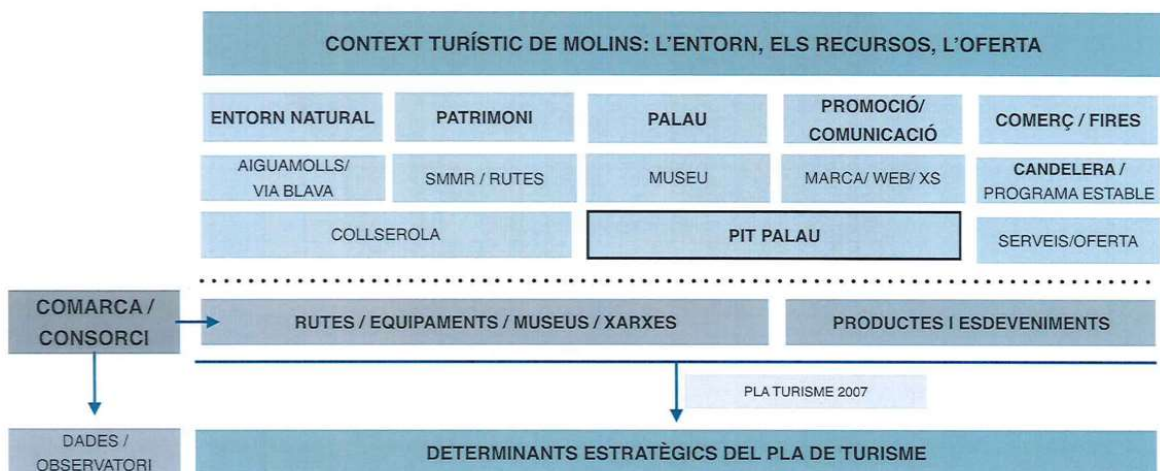 CONTEXT TURÍSTIC DE MOLINS: L'ENTORN, ELS RECURSOS, L'OFERTA
ENTORN NATURAL
PATRIMONI
PALAU
PROMOCIÓ/
COMUNICACIÓ
COMERÇ / FIRES
AIGUAMOLLS/
VIA BLAVA
SMMR / RUTES
MUSEU
MARCA/ WEB/ XS
CANDELERA /
PROGRAMA ESTABLE
COLLSEROLA
PIT PALAU
SERVEIS/OFERTA
COMARCA /
CONSORCI
RUTES / EQUIPAMENTS / MUSEUS / XARXES
PRODUCTES I ESDEVENIMENTS
PLA TURISME 2007
DADES /
OBSERVATORI
DETERMINANTS ESTRATÈGICS DEL PLA DE TURISME